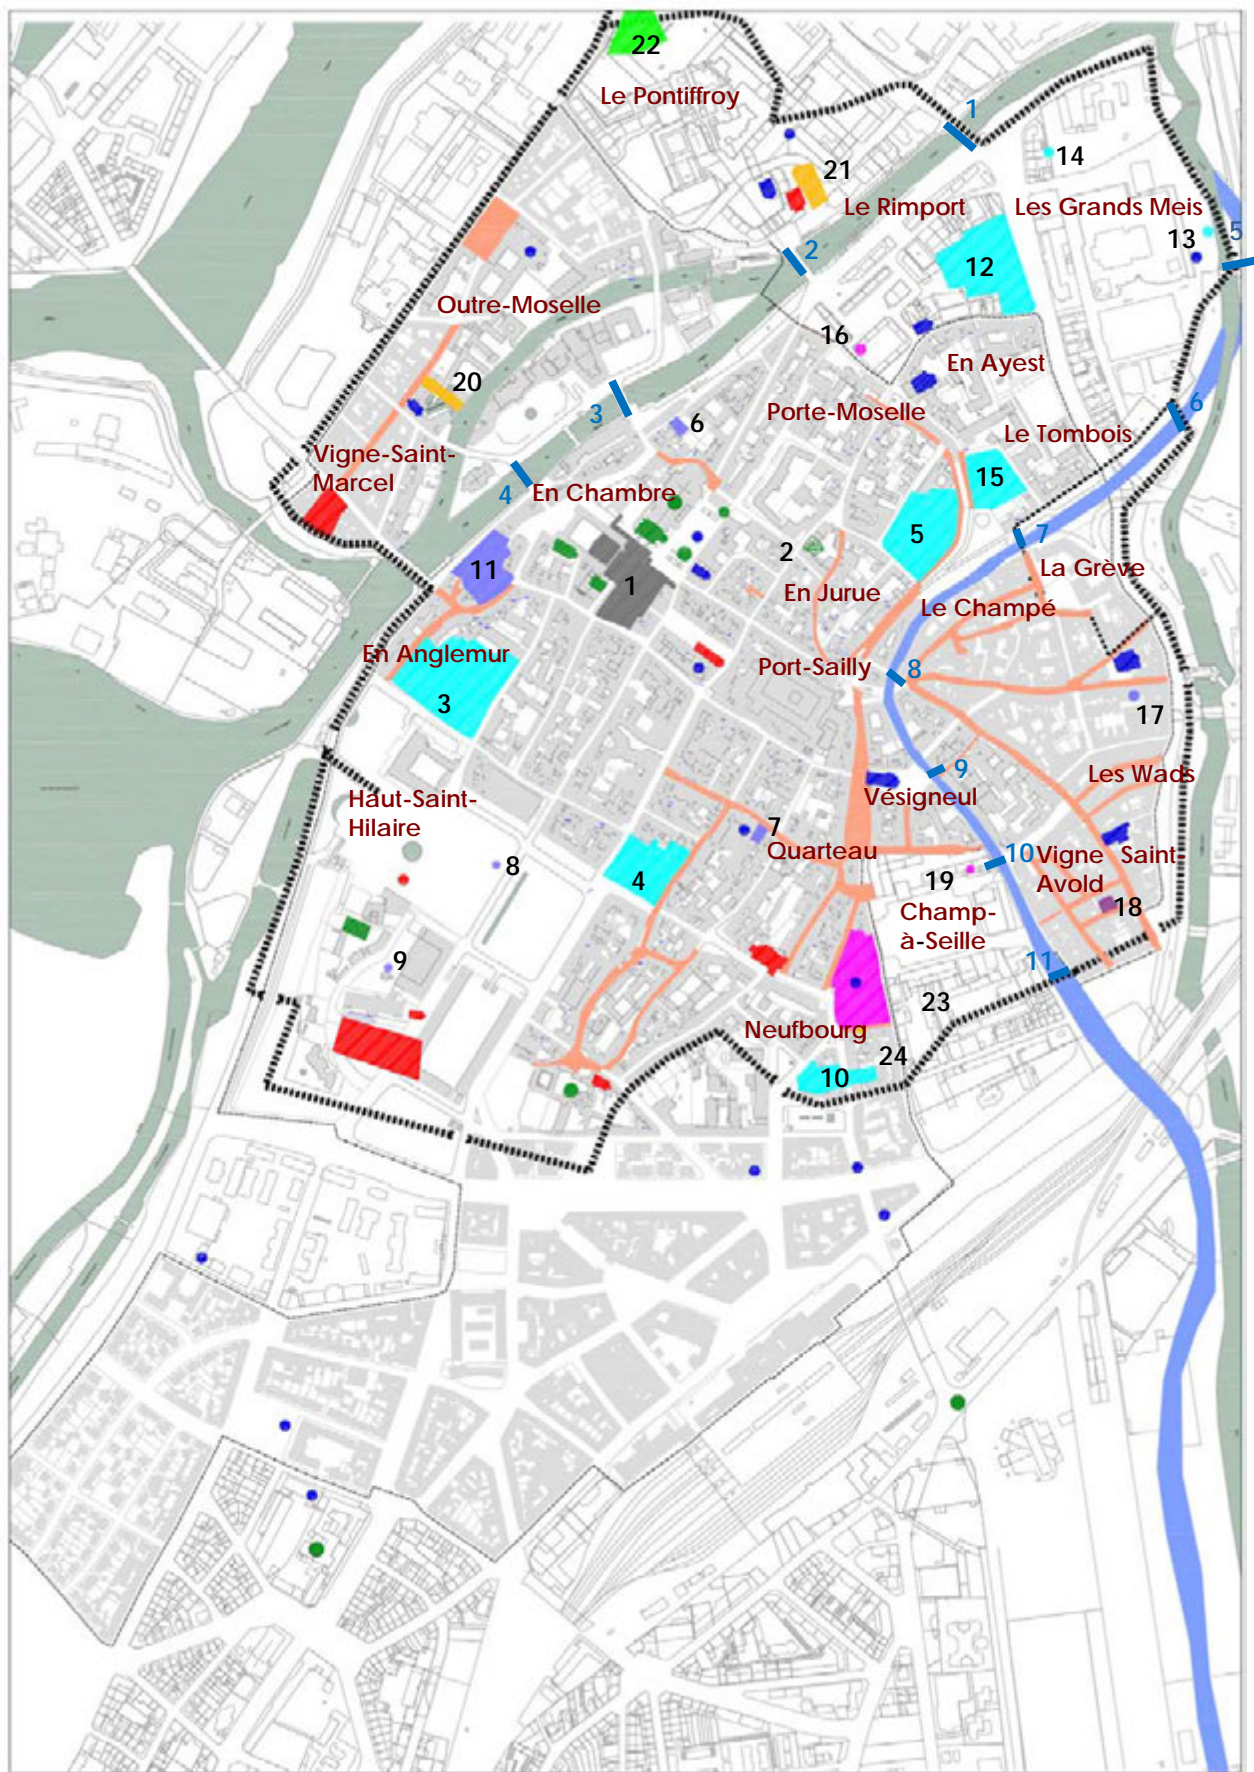 22
Le Pontiffroy
1
14
21
Le Rimport
Les Grands Meis
5
13
2
12
Outre-Moselle
16
En Ayest
20
3
6
Porte-Moselle
6
Le Tombois
Vigne-Saint-
Marcel
15
4
En Chambre
5
7
2
11
1
La Grève
En Jurue
Le Champé
En Anglemur
Port-Sailly
8
3
17
9
Les Wads
Haut-Saint-
Hilaire
Vésigneul
7
Quarteau
10
Vigne Saint-
Avold
8
4
19
18
Champ-
à-Seille
9
11
23
Neufbourg
24
10